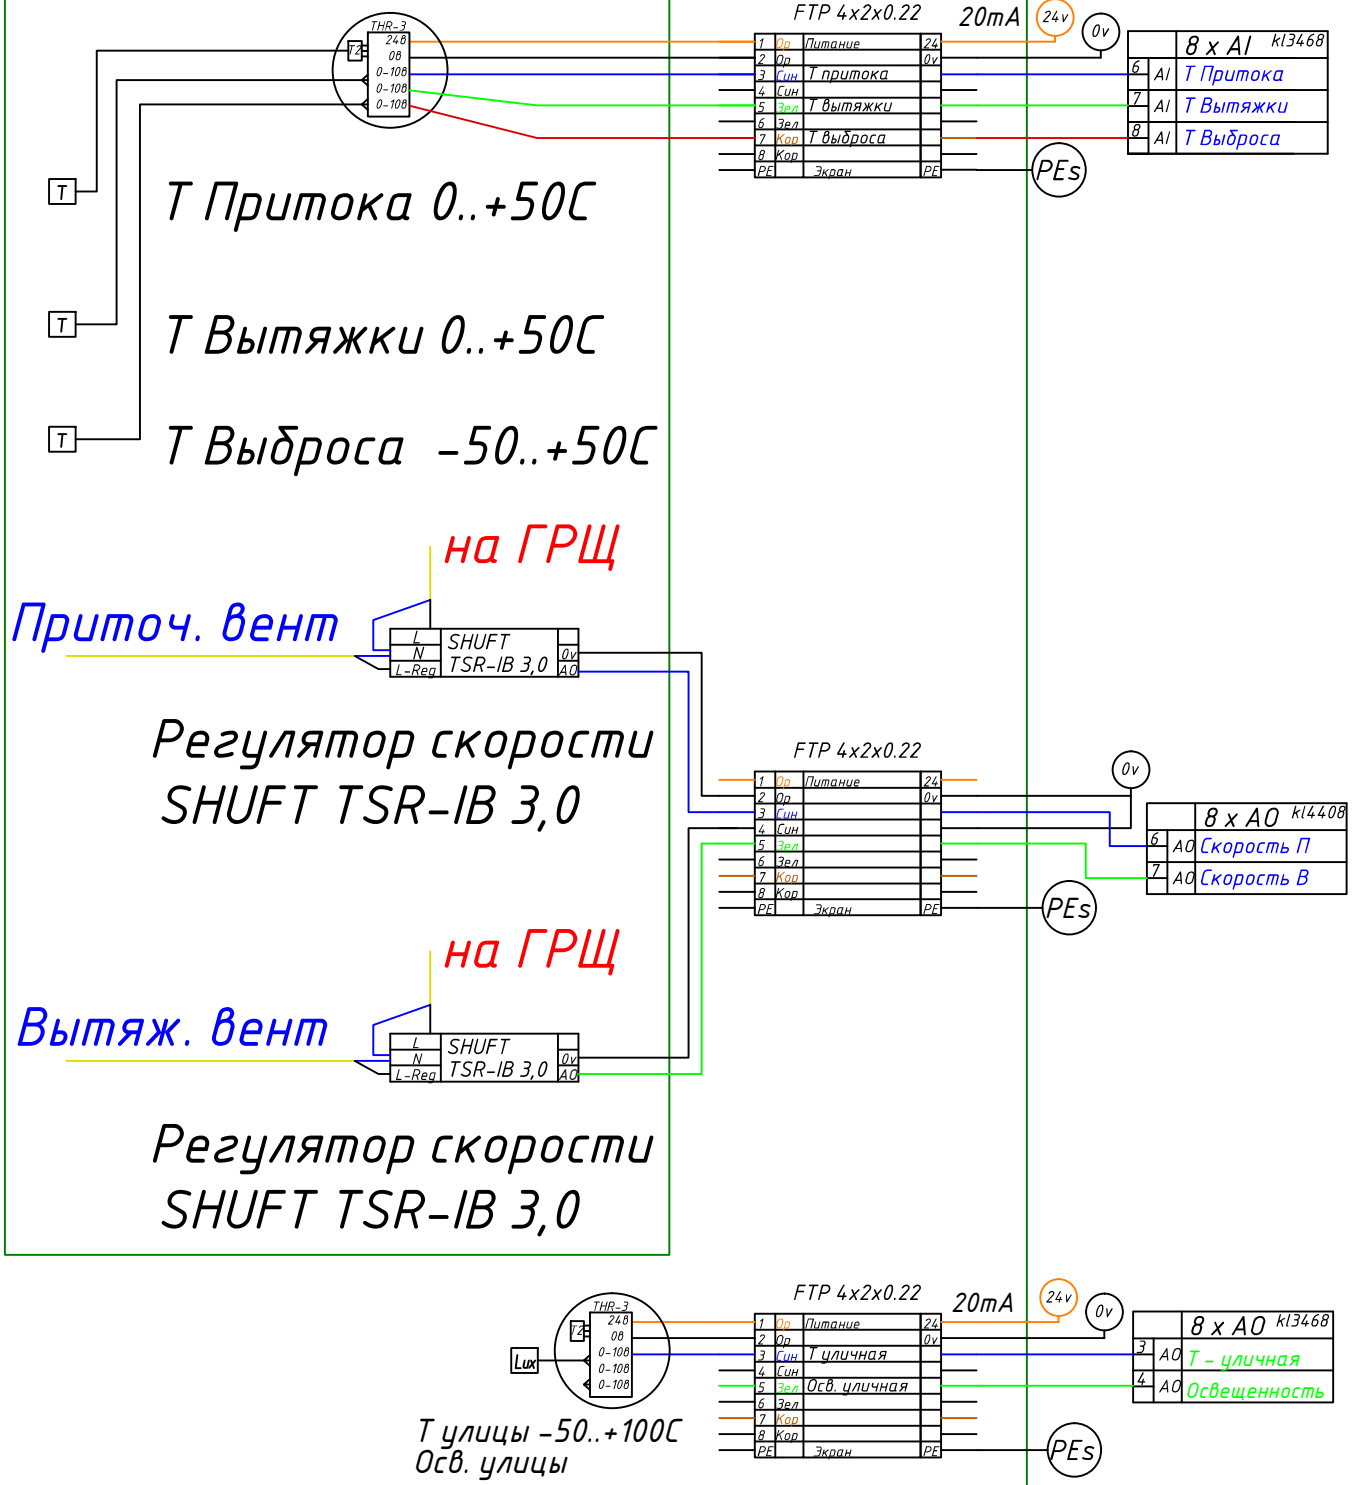 THR-3
T2
24в
0в
0-10в
0-10в
0-10в
FTP 4x2x0.22
1 Ор Питание 24
2 Ор 0v
3 Син Т притока
4 Син
5 Зел Т вытяжки
6 Зел
7 Кор Т выброса
8 Кор
PE Экран PE
20mA
24v
0v
PEs
8 x AI kl3468
6 AI Т Притока
7 AI Т Вытяжки
8 AI Т Выброса
T
Т Притока 0..+50С
T
Т Вытяжки 0..+50С
T
Т Выброса -50..+50С
на ГРЩ
Приточ. вент
L
N
L-Reg
SHUFT
TSR-IB 3,0
0v
AO
Регулятор скорости
SHUFT TSR-IB 3,0
FTP 4x2x0.22
1 Ор Питание 24
2 Ор 0v
3 Син
4 Син
5 Зел
6 Зел
7 Кор
8 Кор
PE Экран PE
0v
PEs
8 x AO kl4408
6 AO Скорость П
7 AO Скорость В
на ГРЩ
Вытяж. вент
L
N
L-Reg
SHUFT
TSR-IB 3,0
0v
AO
Регулятор скорости
SHUFT TSR-IB 3,0
THR-3
T2
24в
0в
0-10в
0-10в
0-10в
Lux
Т улицы -50..+100С
Осв. улицы
FTP 4x2x0.22
1 Ор Питание 24
2 Ор 0v
3 Син Т уличная
4 Син
5 Зел Осв. уличная
6 Зел
7 Кор
8 Кор
PE Экран PE
20mA
24v
0v
PEs
8 x AO kl3468
3 AO Т - уличная
4 AO Освещенность